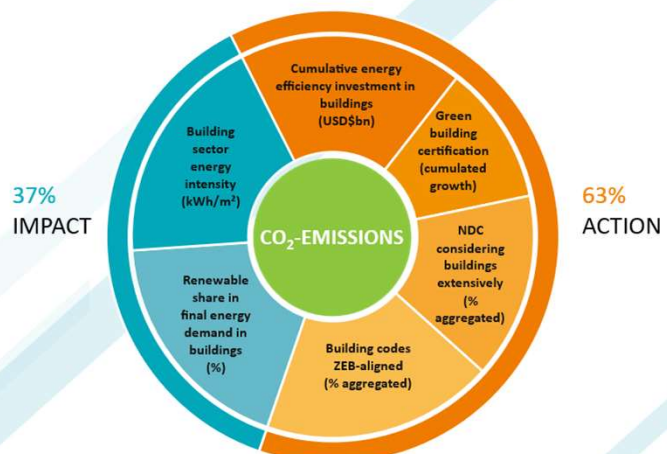 Cumulative energy
efficiency investment in
buildings
(USD$bn)
Green
building
certification
(cumulated
growth)
Building
sector
energy
intensity
(kWh/m²)
37%
IMPACT
CO₂-EMISSIONS
63%
ACTION
NDC
considering
buildings
extensively
(%
aggregated)
Renewable
share in
final energy
demand in
buildings
(%)
Building codes
ZEB-aligned
(% aggregated)